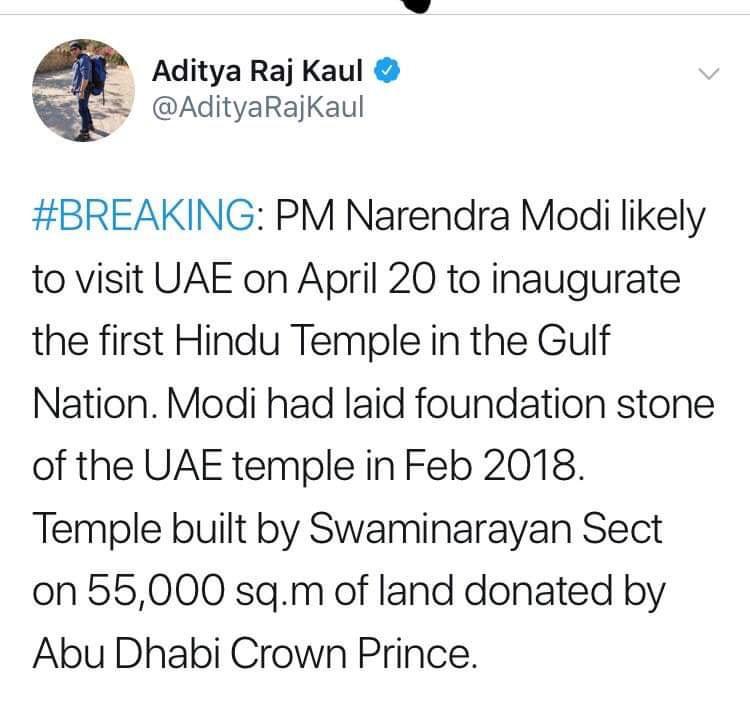 Aditya Raj Kaul
@AdityaRajKaul
#BREAKING: PM Narendra Modi likely
to visit UAE on April 20 to inaugurate
the first Hindu Temple in the Gulf
Nation. Modi had laid foundation stone
of the UAE temple in Feb 2018.
Temple built by Swaminarayan Sect
on 55,000 sq.m of land donated by
Abu Dhabi Crown Prince.